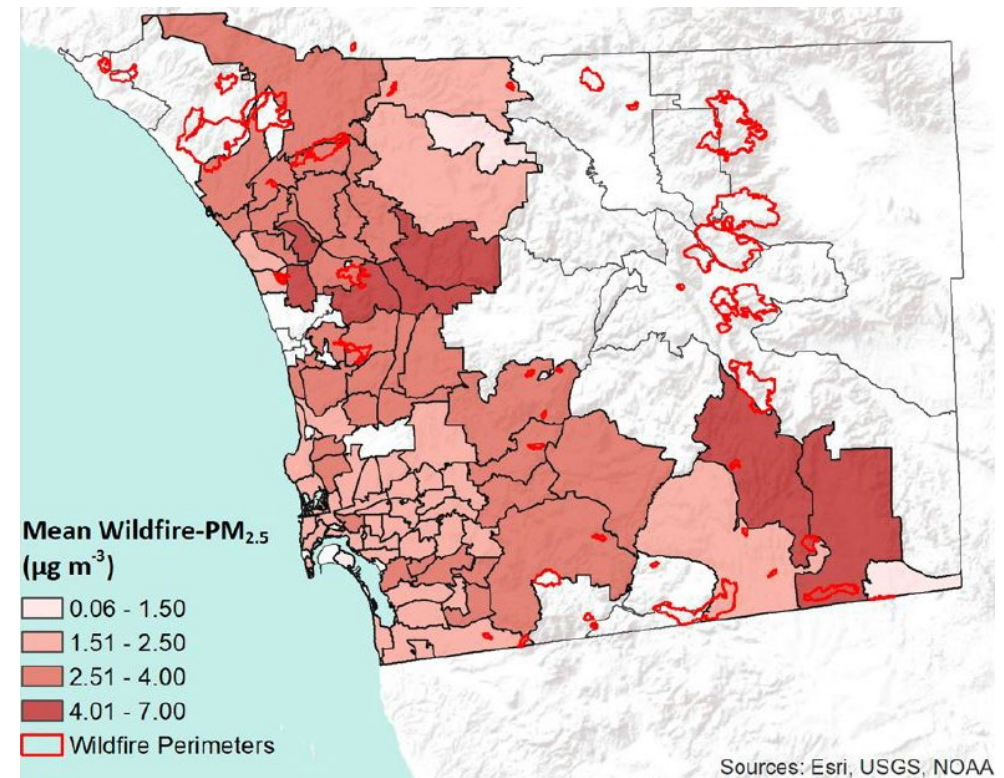 Mean Wildfire-PM2.5
(µg m-3)
0.06 - 1.50
1.51 - 2.50
2.51 - 4.00
4.01 - 7.00
Wildfire Perimeters
Sources: Esri, USGS, NOAA